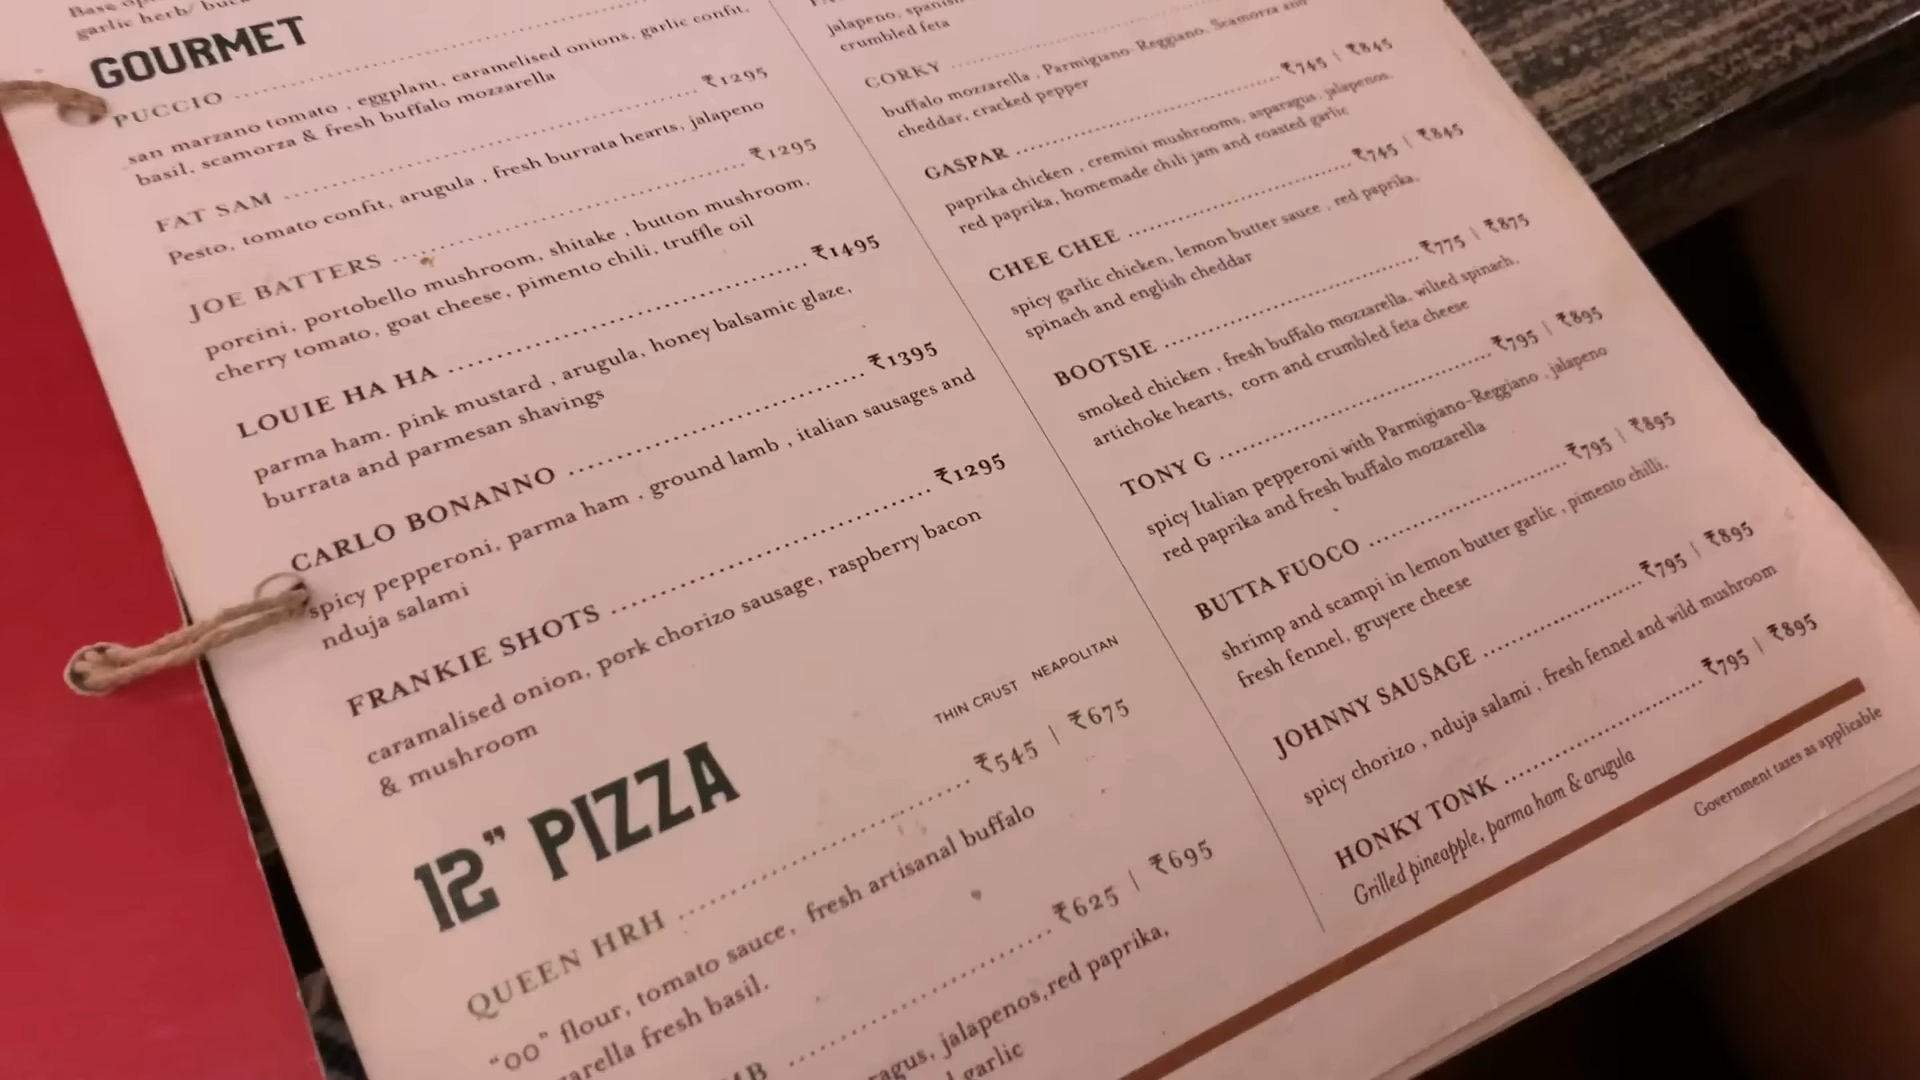 garlic herb/
GOURMET
PUCCIO
san marzano tomato , eggplant, caramelised onions, garlic confit,
basil, scamorza & fresh buffalo mozzarella
FAT SAM ........ ₹1295
Pesto, tomato confit, arugula , fresh burrata hearts, jalapeno
JOE BATTERS ........ ₹1295
porcini, portobello mushroom, shitake , button mushroom,
cherry tomato, goat cheese, pimento chili, truffle oil
LOUIE HA HA ........ ₹1495
parma ham. pink mustard , arugula, honey balsamic glaze,
burrata and parmesan shavings
CARLO BONANNO ........ ₹1395
spicy pepperoni, parma ham , ground lamb , italian sausages and
nduja salami
FRANKIE SHOTS ........ ₹1295
caramalised onion, pork chorizo sausage, raspberry bacon
& mushroom
THIN CRUST NEAPOLITAN
12” PIZZA
QUEEN HRH ........ ₹545 | ₹675
“00” flour, tomato sauce, fresh artisanal buffalo
fresh basil.
₹625 | ₹695
jalapenos,red paprika,
garlic
jalapeno,
crumbled feta
CORKY
buffalo mozzarella , Parmigiano-Reggiano, Scamorza and
cheddar, cracked pepper
GASPAR ........ ₹745 | ₹845
paprika chicken , cremini mushrooms, asparagus, jalapenos,
red paprika, homemade chili jam and roasted garlic
CHEE CHEE ........ ₹745 | ₹845
spicy garlic chicken, lemon butter sauce , red paprika,
spinach and english cheddar
BOOTSIE ........ ₹775 | ₹875
smoked chicken , fresh buffalo mozzarella, wilted spinach,
artichoke hearts, corn and crumbled feta cheese
TONY G ........ ₹795 | ₹895
spicy Italian pepperoni with Parmigiano-Reggiano , jalapeno
red paprika and fresh buffalo mozzarella
BUTTA FUOCO ........ ₹795 | ₹895
shrimp and scampi in lemon butter garlic , pimento chilli,
fresh fennel, gruyere cheese
JOHNNY SAUSAGE ........ ₹795 | ₹895
spicy chorizo , nduja salami , fresh fennel and wild mushroom
HONKY TONK ........ ₹795 | ₹895
Grilled pineapple, parma ham & arugula
Government taxes as applicable